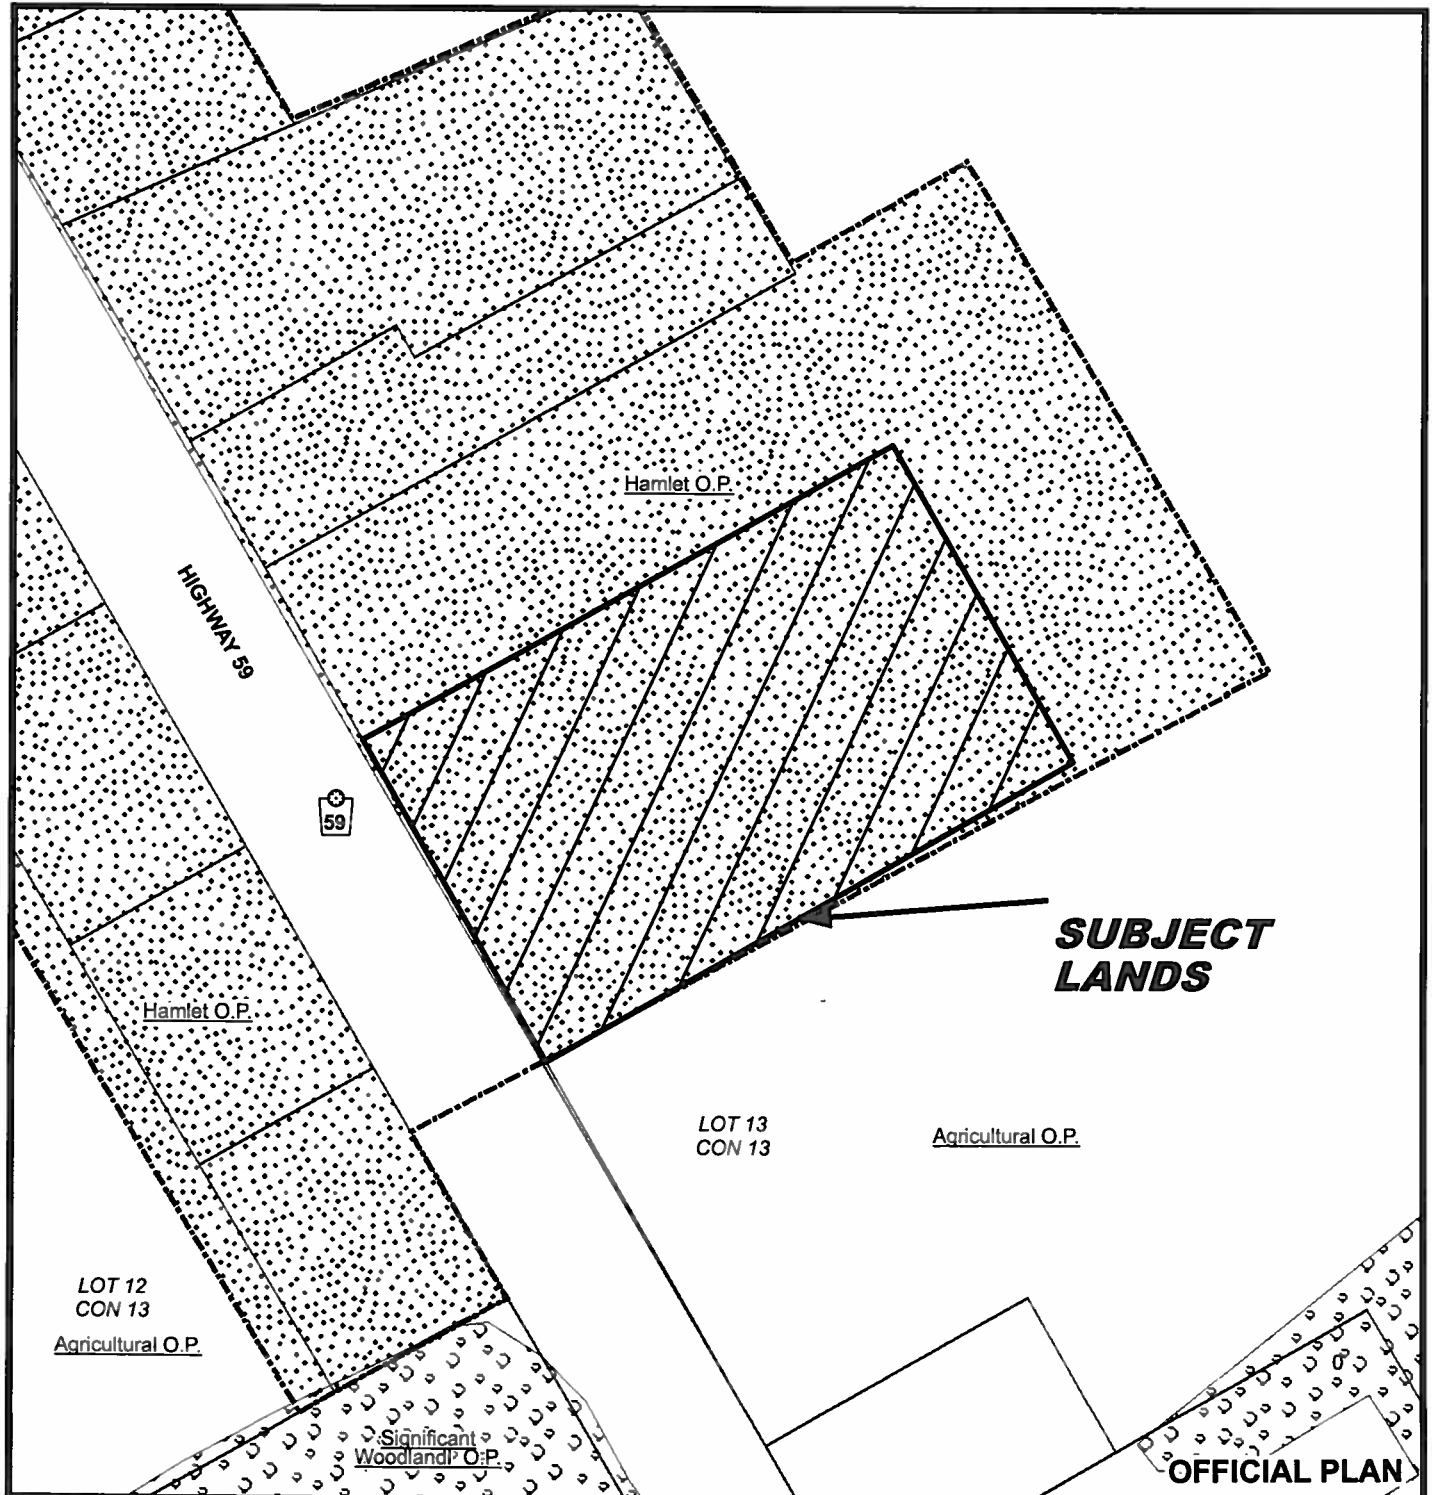 Hamlet O.P.
HIGHWAY 59
59
SUBJECT
LANDS
Hamlet O.P.
LOT 13
CON 13
Agricultural O.P.
LOT 12
CON 13
Agricultural O.P.
Significant
Woodland O.P.
OFFICIAL PLAN